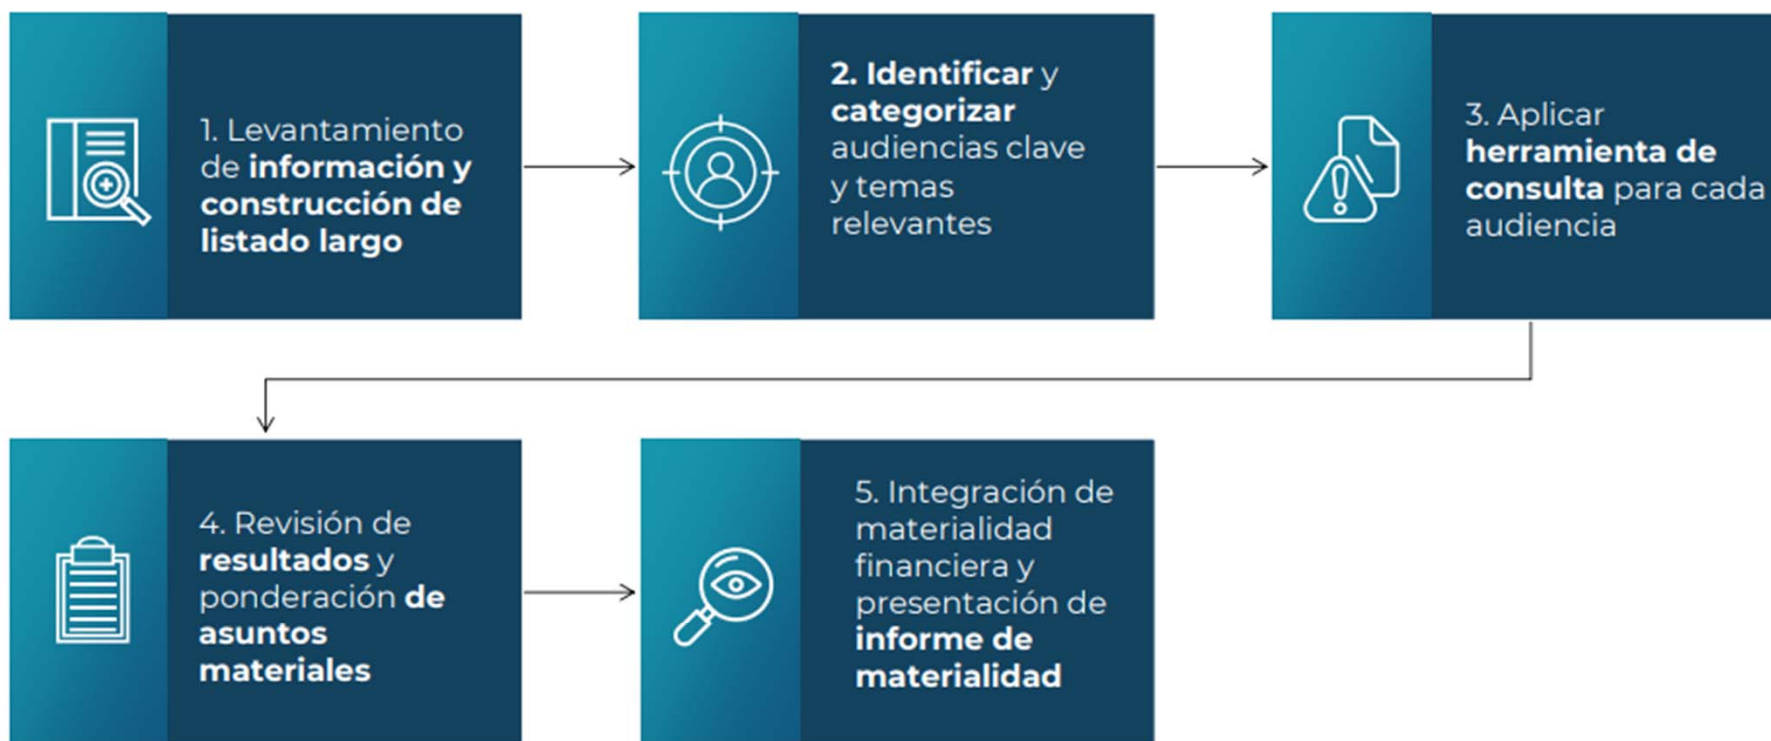 1. Levantamiento
de información y
construcción de
listado largo
2. Identificar y
categorizar
audiencias clave
y temas
relevantes
3. Aplicar
herramienta de
consulta para cada
audiencia
4. Revisión de
resultados y
ponderación de
asuntos
materiales
5. Integración de
materialidad
financiera y
presentación de
informe de
materialidad